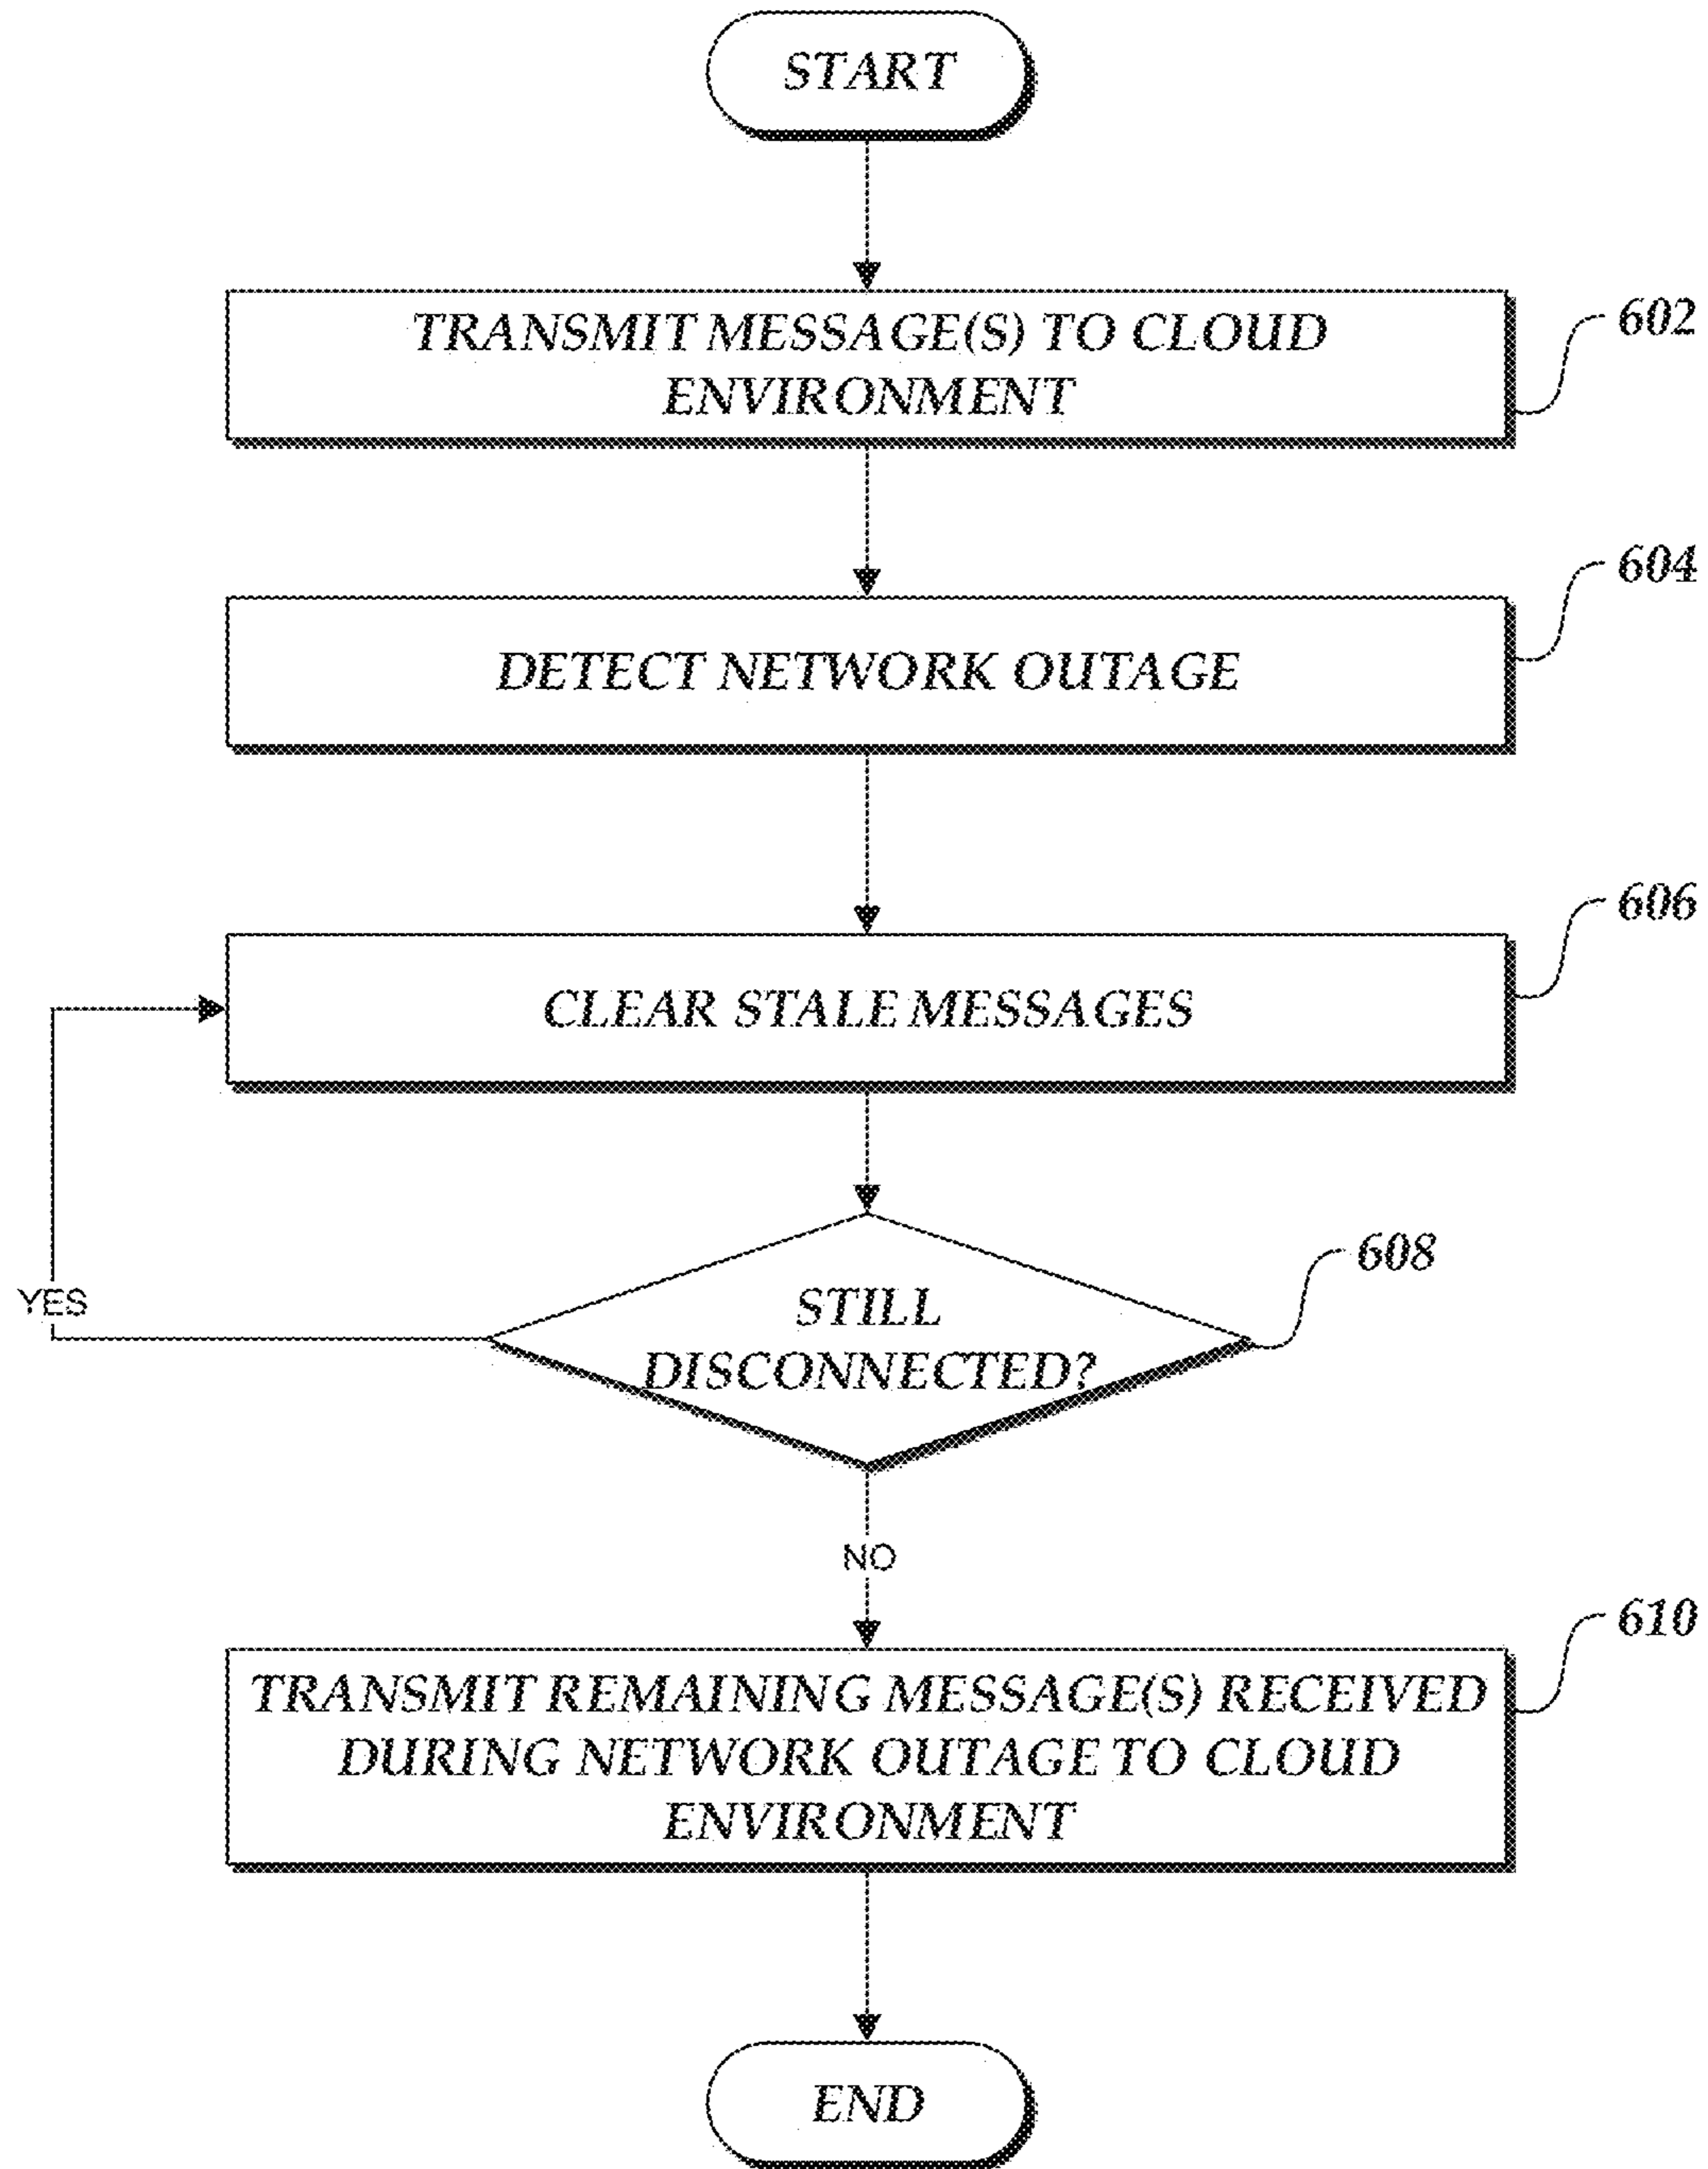 START
TRANSMIT MESSAGE(S) TO CLOUD
ENVIRONMENT
602
DETECT NETWORK OUTAGE
604
CLEAR STALE MESSAGES
606
STILL
DISCONNECTED?
608
YES
NO
TRANSMIT REMAINING MESSAGE(S) RECEIVED
DURING NETWORK OUTAGE TO CLOUD
ENVIRONMENT
610
END